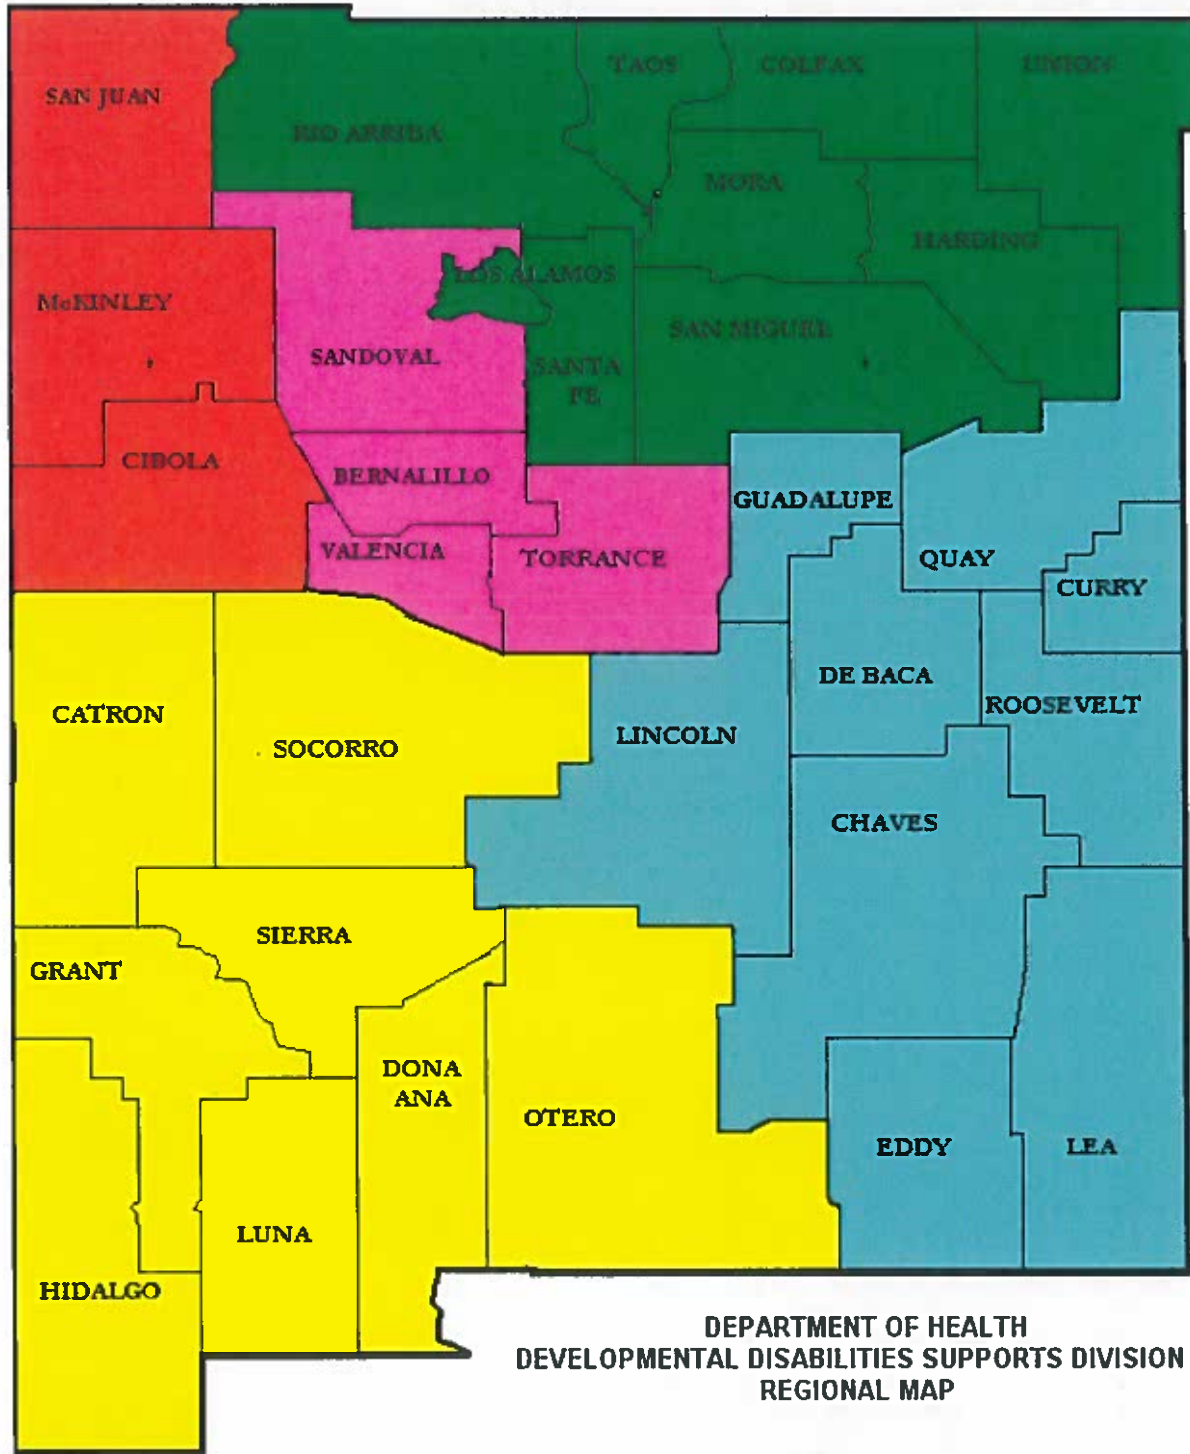 TAOS
COLFAX
UNION
SAN JUAN
RIO ARRIBA
MORA
HARDING
LOS ALAMOS
McKINLEY
SAN MIGUEL
SANDOVAL
SANTA
FE
CIBOLA
BERNALILLO
GUADALUPE
VALENCIA
TORRANCE
QUAY
CURRY
DE BACA
ROOSEVELT
CATRON
SOCORRO
LINCOLN
CHAVES
SIERRA
GRANT
DONA
ANA
OTERO
EDDY
LEA
LUNA
HIDALGO
DEPARTMENT OF HEALTH
DEVELOPMENTAL DISABILITIES SUPPORTS DIVISION
REGIONAL MAP